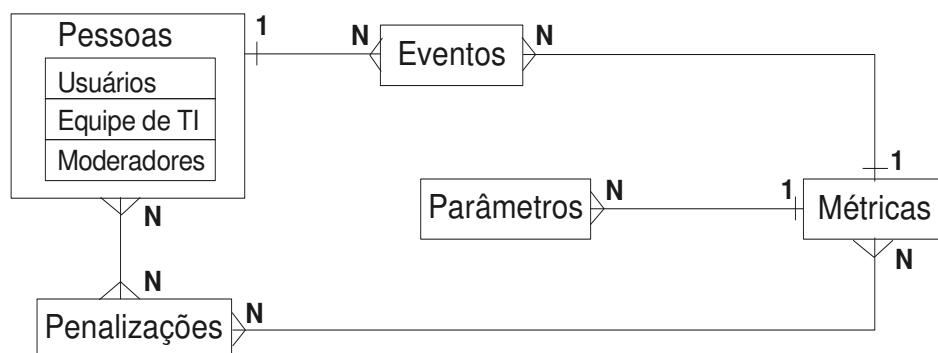 Pessoas
1
N
Eventos
N
Usuários
Equipe de TI
Moderadores
1
N
Parâmetros
N
1
Métricas
N
N
Penalizações
N